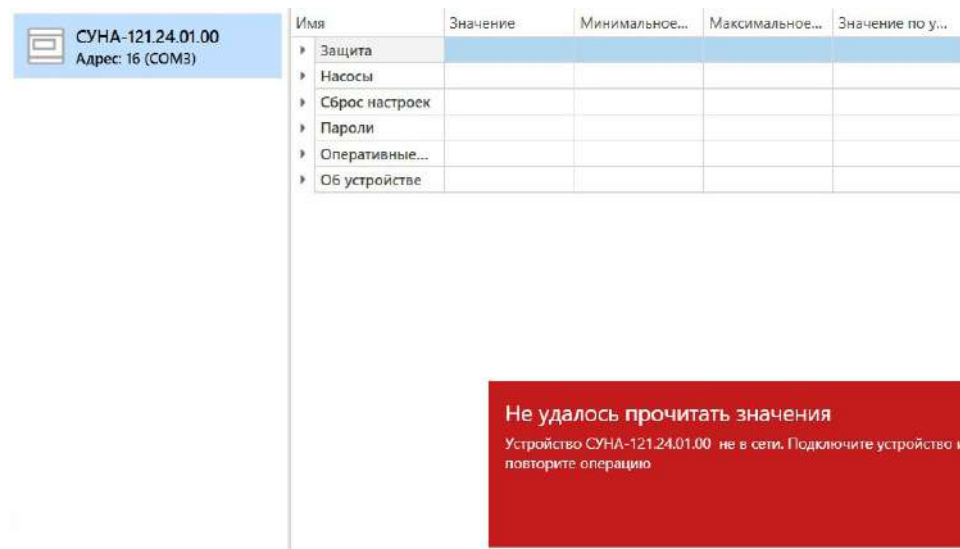 СУНА-121.24.01.00
Адрес: 16 (COM3)
Имя Значение Минимальное... Максимальное... Значение по у...
Защита
Насосы
Сброс настроек
Пароли
Оперативные...
Об устройстве
Не удалось прочитать значения
Устройство СУНА-121.24.01.00 не в сети. Подключите устройство и
повторите операцию